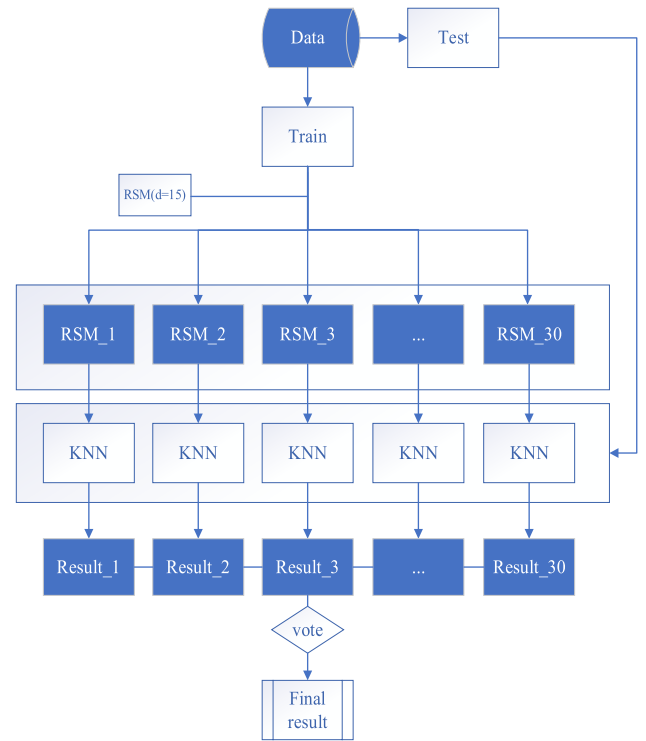 Data
Test
Train
RSM(d=15)
RSM_1
RSM_2
RSM_3
...
RSM_30
KNN
KNN
KNN
KNN
KNN
Result_1
Result_2
Result_3
...
Result_30
vote
Final
result